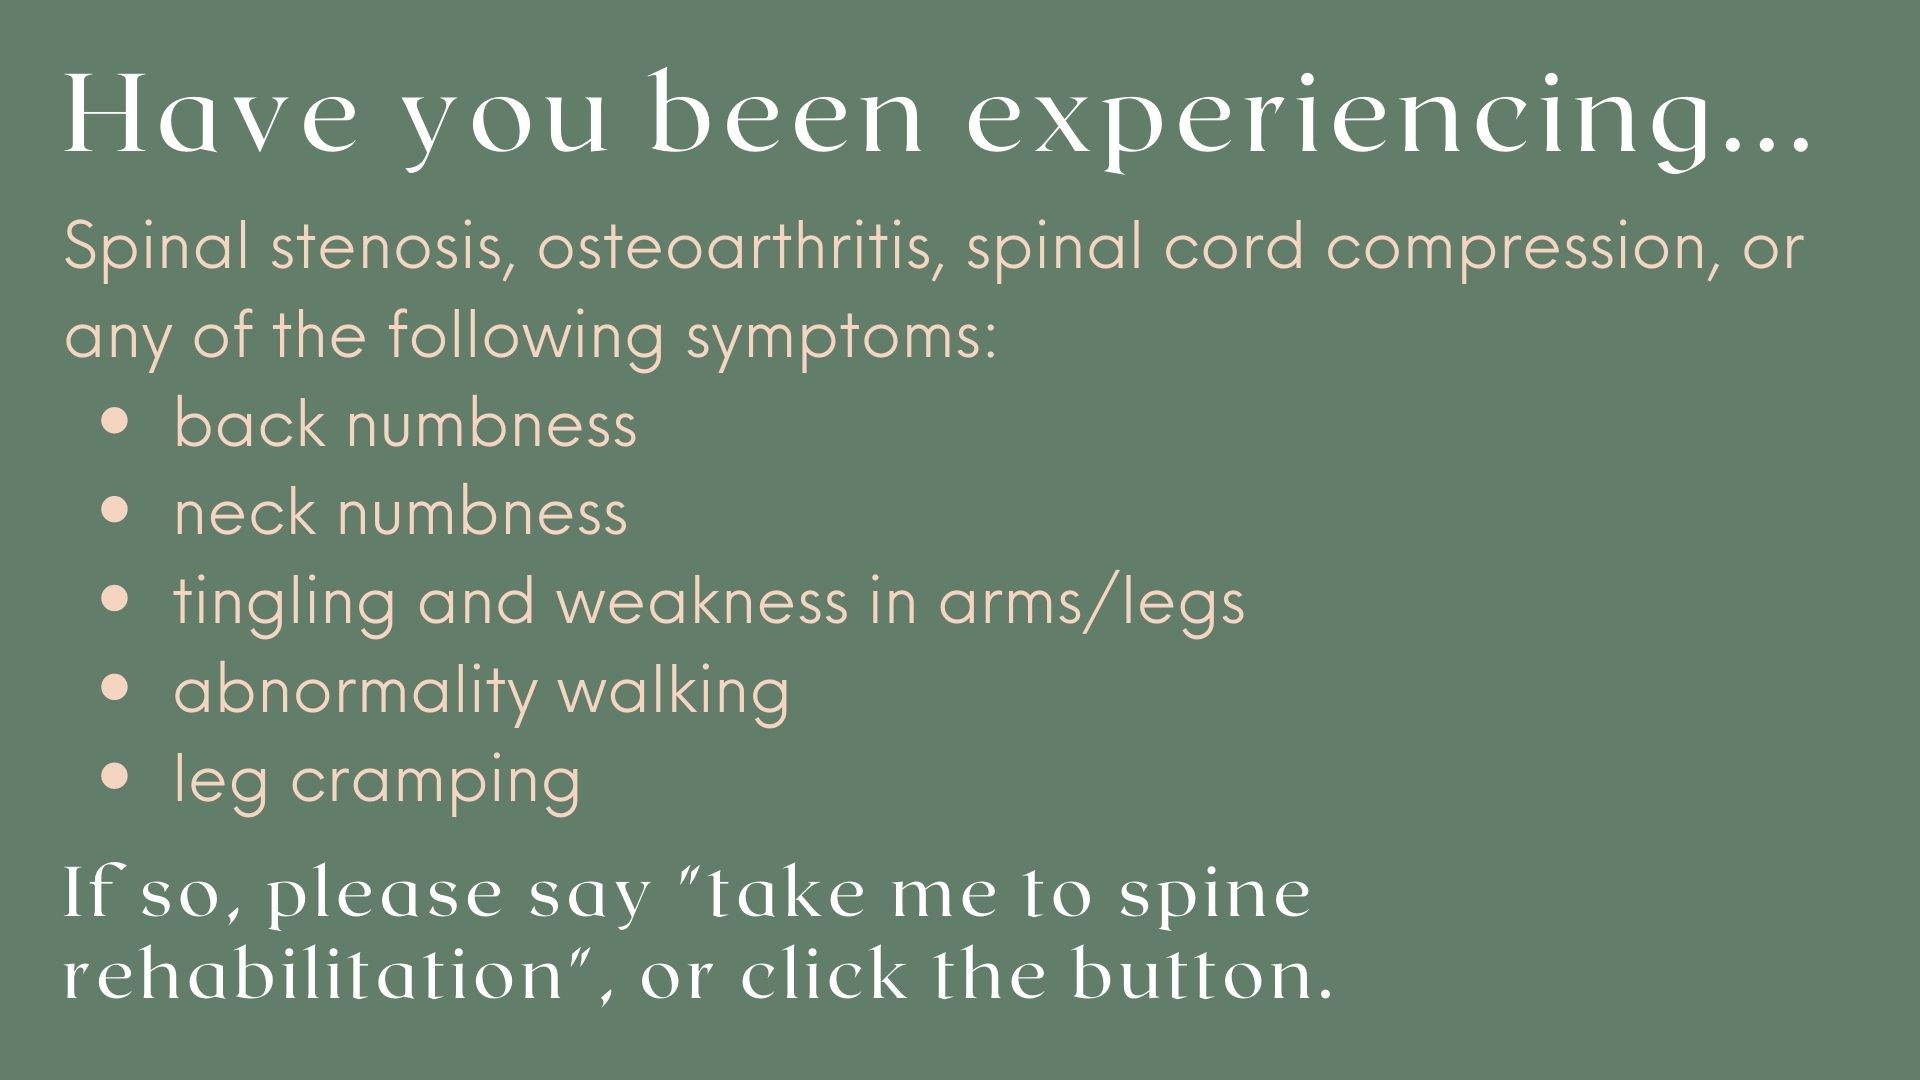 Have you been experiencing...
Spinal stenosis, osteoarthritis, spinal cord compression, or
any of the following symptoms:
• back numbness
• neck numbness
• tingling and weakness in arms/legs
• abnormality walking
• leg cramping
If so, please say "take me to spine
rehabilitation", or click the button.